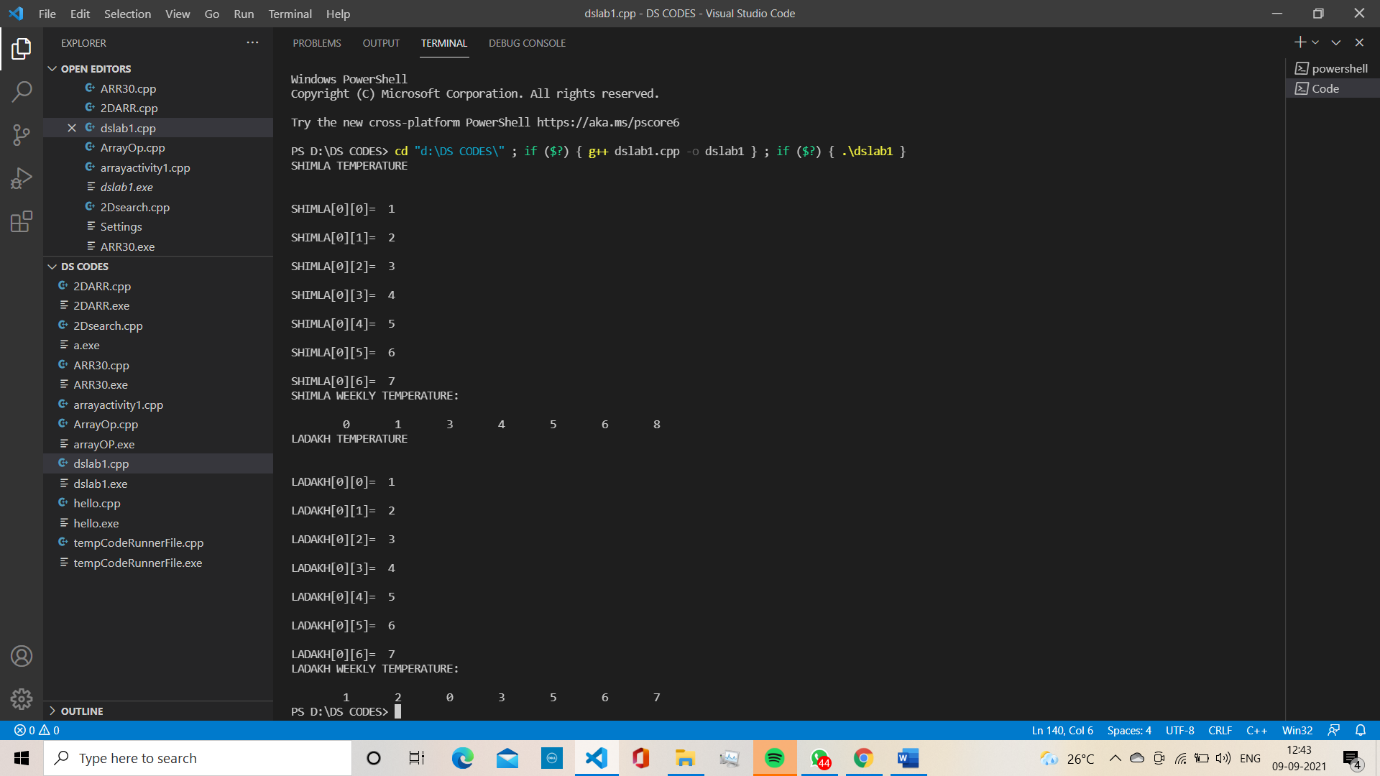 File Edit Selection View Go Run Terminal Help
dslab1.cpp - DS CODES - Visual Studio Code
EXPLORER
OPEN EDITORS
ARR30.cpp
2DARR.cpp
dslab1.cpp
ArrayOp.cpp
arrayactivity1.cpp
dslab1.exe
2Dsearch.cpp
Settings
ARR30.exe
DS CODES
2DARR.cpp
2DARR.exe
2Dsearch.cpp
a.exe
ARR30.cpp
ARR30.exe
arrayactivity1.cpp
ArrayOp.cpp
arrayOP.exe
dslab1.cpp
dslab1.exe
hello.cpp
hello.exe
tempCodeRunnerFile.cpp
tempCodeRunnerFile.exe
OUTLINE
PROBLEMS OUTPUT TERMINAL DEBUG CONSOLE
Windows PowerShell
Copyright (C) Microsoft Corporation. All rights reserved.
Try the new cross-platform PowerShell https://aka.ms/pscore6
PS D:\DS CODES> cd "d:\DS CODES\" ; if ($?) { g++ dslab1.cpp -o dslab1 } ; if ($?) { .\dslab1 }
SHIMLA TEMPERATURE
SHIMLA[0][0]= 1
SHIMLA[0][1]= 2
SHIMLA[0][2]= 3
SHIMLA[0][3]= 4
SHIMLA[0][4]= 5
SHIMLA[0][5]= 6
SHIMLA[0][6]= 7
SHIMLA WEEKLY TEMPERATURE:
0 1 3 4 5 6 8
LADAKH TEMPERATURE
LADAKH[0][0]= 1
LADAKH[0][1]= 2
LADAKH[0][2]= 3
LADAKH[0][3]= 4
LADAKH[0][4]= 5
LADAKH[0][5]= 6
LADAKH[0][6]= 7
LADAKH WEEKLY TEMPERATURE:
1 2 0 3 5 6 7
PS D:\DS CODES>
powershell
Code
0 0
Ln 140, Col 6 Spaces: 4 UTF-8 CRLF C++ Win32
Type here to search
44
26°C
ENG
12:43
09-09-2021
4